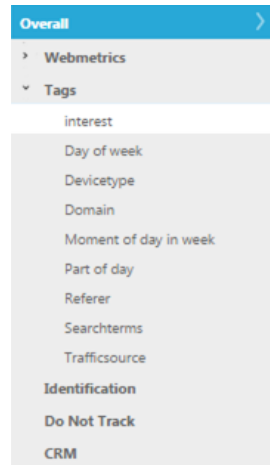 Overall
Webmetrics
Tags
interest
Day of week
Devicetype
Domain
Moment of day in week
Part of day
Referer
Searchterms
Trafficsource
Identification
Do Not Track
CRM